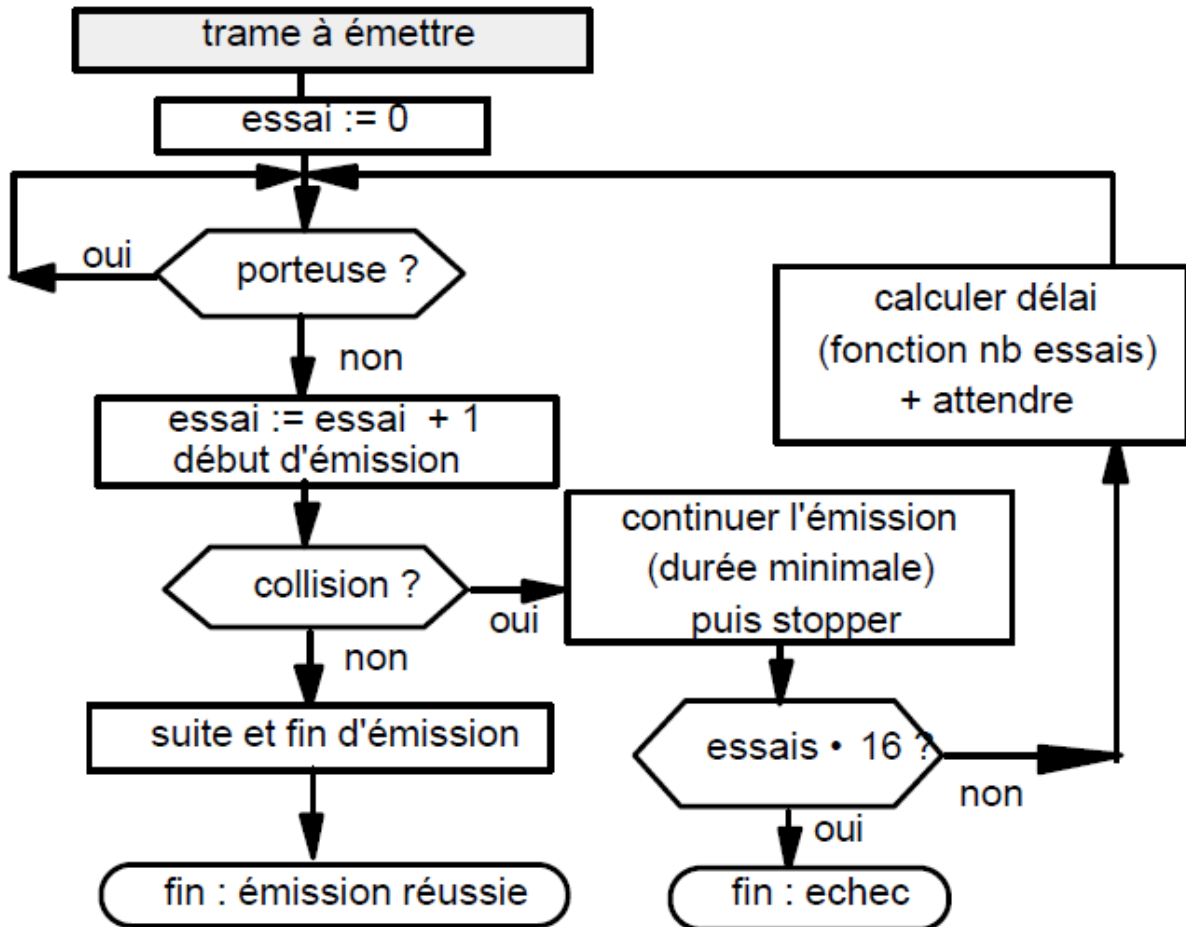 trame à émettre
essai := 0
oui
porteuse ?
non
essai := essai + 1
début d'émission
collision ?
oui
non
suite et fin d'émission
fin : émission réussie
continuer l'émission
(durée minimale)
puis stopper
essais • 16 ?
non
oui
fin : echec
calculer délai
(fonction nb essais)
+ attendre